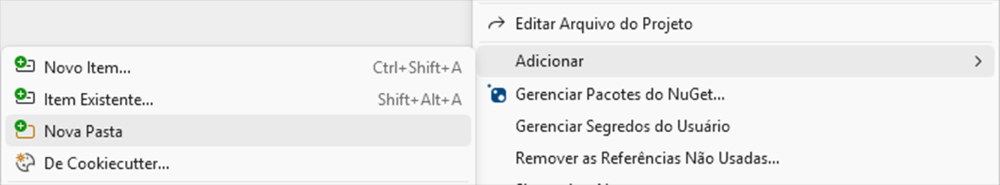 Editar Arquivo do Projeto
Adicionar
Novo Item... Ctrl+Shift+A
Item Existente... Shift+Alt+A
Nova Pasta
De Cookiecutter...
Gerenciar Pacotes do NuGet...
Gerenciar Segredos do Usuário
Remover as Referências Não Usadas...